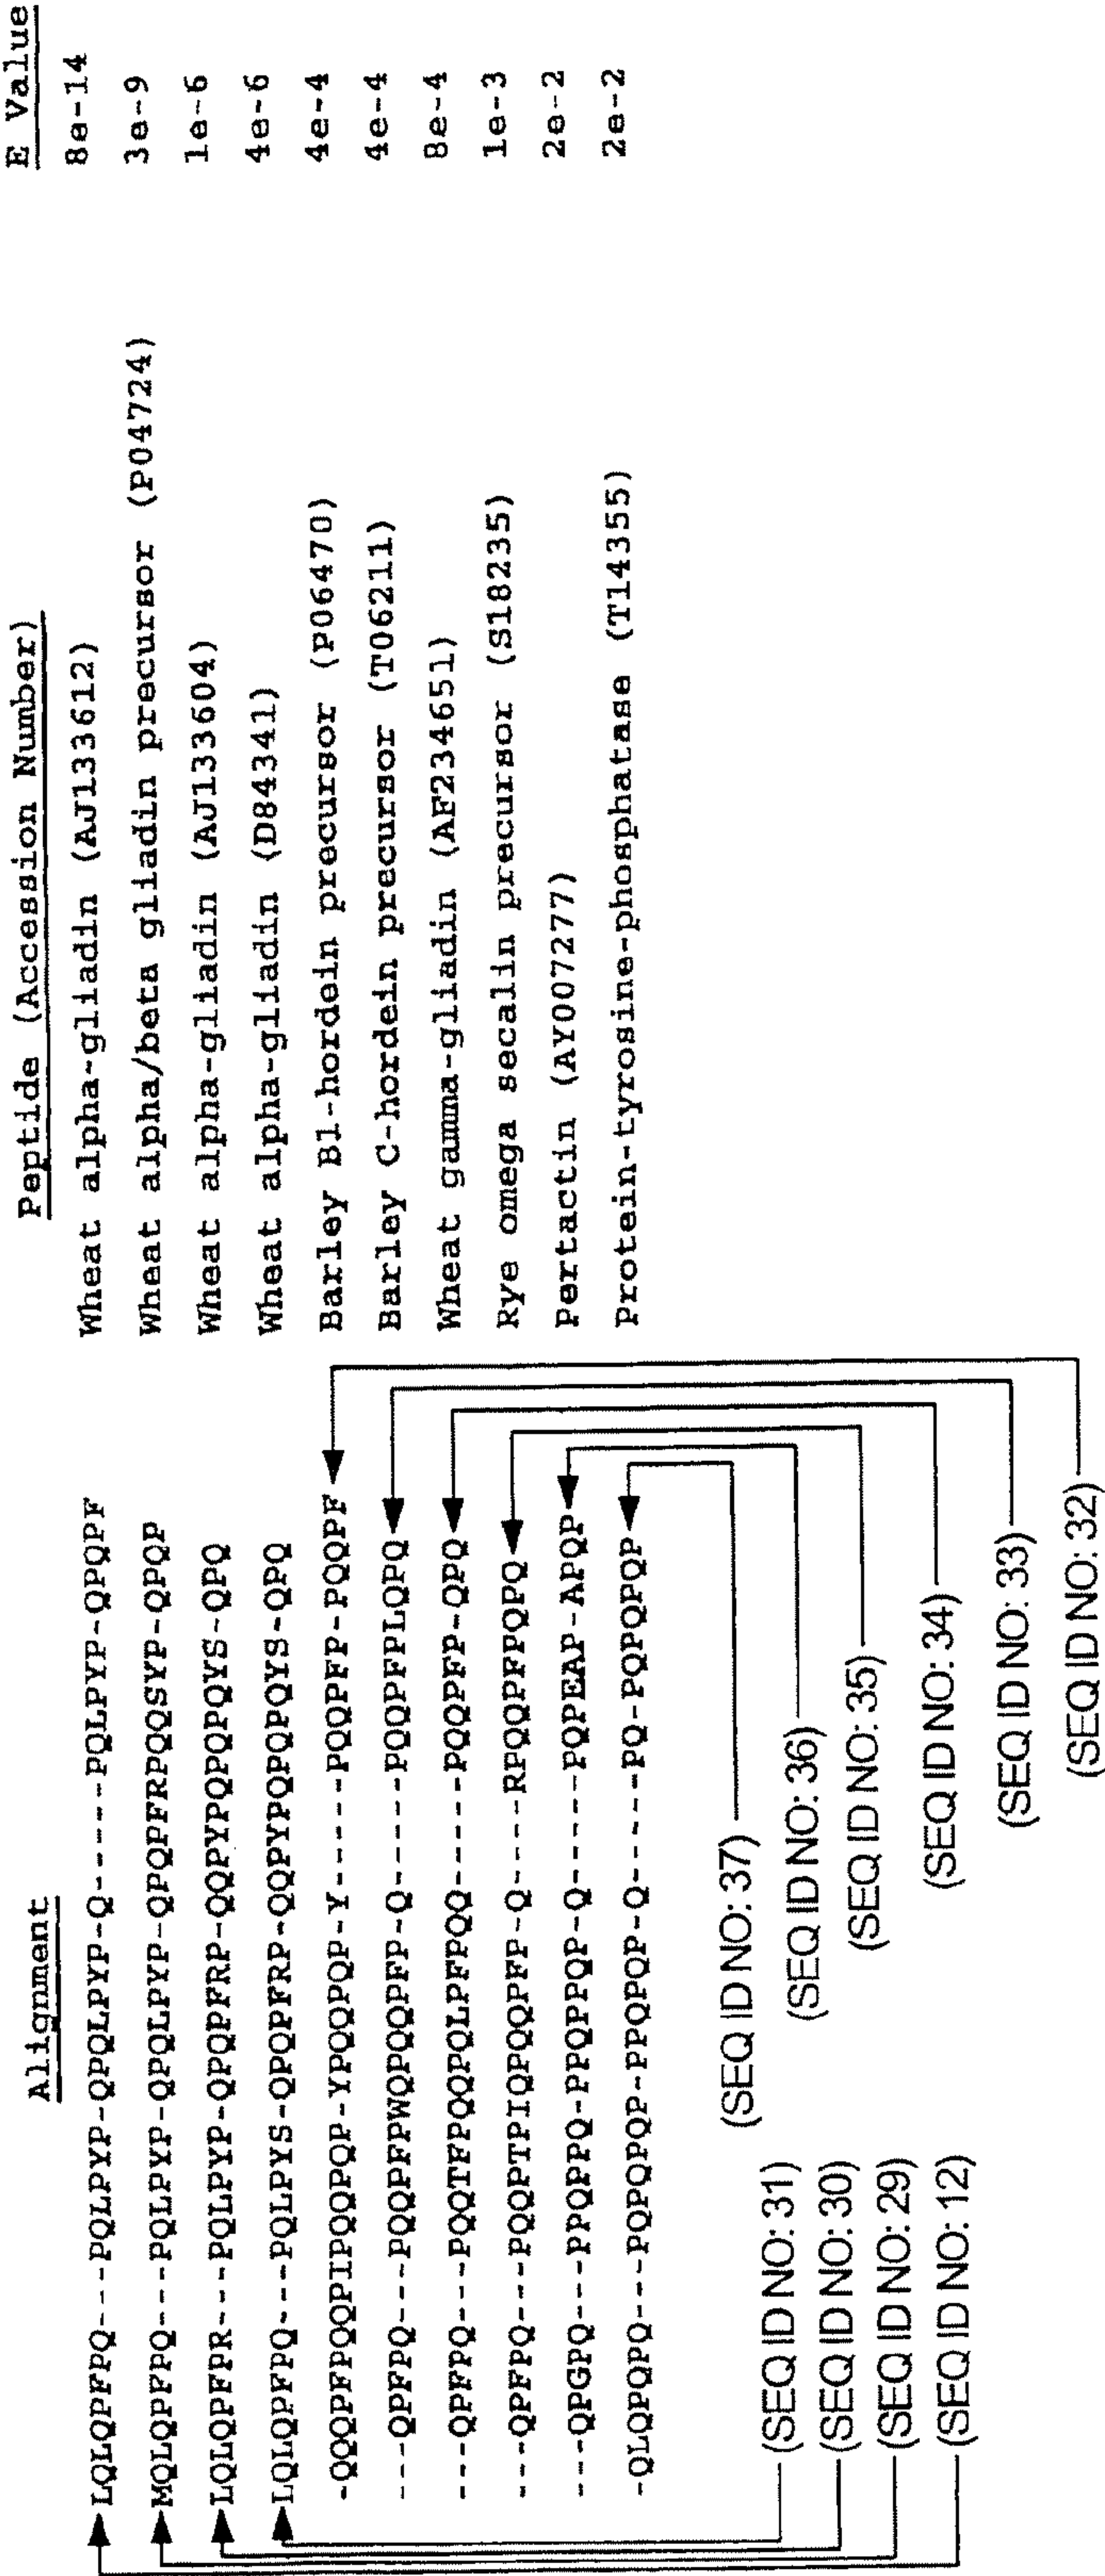 Alignment Peptide (Accession Number) E Value
LQLQPFPQ---PQLPYPQPQLPYP-Q-----PQLPYP-QPQPF Wheat alpha-gliadin (AJ133612) 8e-14
MQLQPFPQ---PQLPYP-QPQLPYP-QPQPFRPQQSYP-QPQP Wheat alpha/beta gliadin precursor (P04724) 3e-9
LQLQPFPR---PQLPYP-QPQPFRP-QQPYPQPQPQYS-QPQ Wheat alpha-gliadin (AJ133604) 1e-6
LQLQPFPQ---PQLPYS-QPQPFRP-QQPYPQPQPQYS-QPQ Wheat alpha-gliadin (D84341) 4e-6
-QQQPFPQQPIPQQPQP-YPQQPQP-Y-----PQQPFP-PQQPF Barley B1-hordein precursor (P06470) 4e-4
---QPFPQ---PQQPFPWQPQQPFP-Q-----PQQPFPLQPQ Barley C-hordein precursor (T06211) 4e-4
---QPFPQ---PQQTFPQQPQLPFPQQ-----PQQPFP-QPQ Wheat gamma-gliadin (AF234651) 8e-4
---QPFPQ---PQQPTPIQPQQPFP-Q----RPQQPFPQPQ Rye omega secalin precursor (S18235) 1e-3
---QPGPQ---PPQPPQ-PPQPPQP-Q-----PQPEAP-APQP Pertactin (AY007277) 2e-2
-QLQPQPQ---PQPQPQP-PPQPQP-Q----PQ-PQPQPQP Protein-tyrosine-phosphatase (T14355) 2e-2
(SEQ ID NO: 37)
(SEQ ID NO: 31) (SEQ ID NO: 36)
(SEQ ID NO: 30) (SEQ ID NO: 35)
(SEQ ID NO: 29) (SEQ ID NO: 34)
(SEQ ID NO: 12) (SEQ ID NO: 33)
(SEQ ID NO: 32)